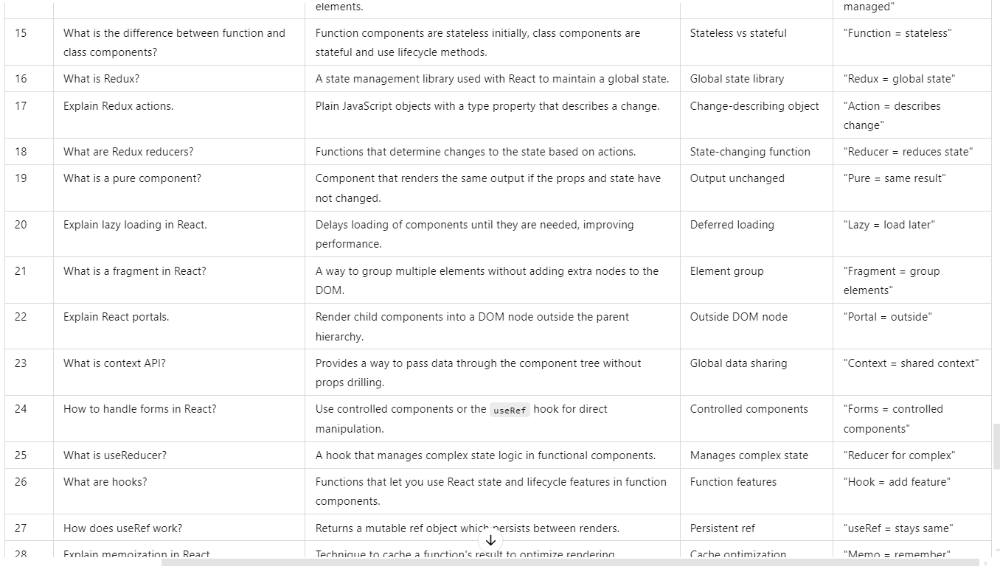 elements. managed"
15 What is the difference between function and Function components are stateless initially, class components are Stateless vs stateful "Function = stateless"
class components? stateful and use lifecycle methods.
16 What is Redux? A state management library used with React to maintain a global state. Global state library "Redux = global state"
17 Explain Redux actions. Plain JavaScript objects with a type property that describes a change. Change-describing object "Action = describes
change"
18 What are Redux reducers? Functions that determine changes to the state based on actions. State-changing function "Reducer = reduces state"
19 What is a pure component? Component that renders the same output if the props and state have Output unchanged "Pure = same result"
not changed.
20 Explain lazy loading in React. Delays loading of components until they are needed, improving Deferred loading "Lazy = load later"
performance.
21 What is a fragment in React? A way to group multiple elements without adding extra nodes to the Element group "Fragment = group
DOM. elements"
22 Explain React portals. Render child components into a DOM node outside the parent Outside DOM node "Portal = outside"
hierarchy.
23 What is context API? Provides a way to pass data through the component tree without Global data sharing "Context = shared context"
props drilling.
24 How to handle forms in React? Use controlled components or the useRef hook for direct Controlled components "Forms = controlled
manipulation. components"
25 What is useReducer? A hook that manages complex state logic in functional components. Manages complex state "Reducer for complex"
26 What are hooks? Functions that let you use React state and lifecycle features in function Function features "Hook = add feature"
components.
27 How does useRef work? Returns a mutable ref object which persists between renders. Persistent ref "useRef = stays same"
28 Explain memoization in React Technique to cache a function's result to optimize rendering Cache optimization "Memo = remember"